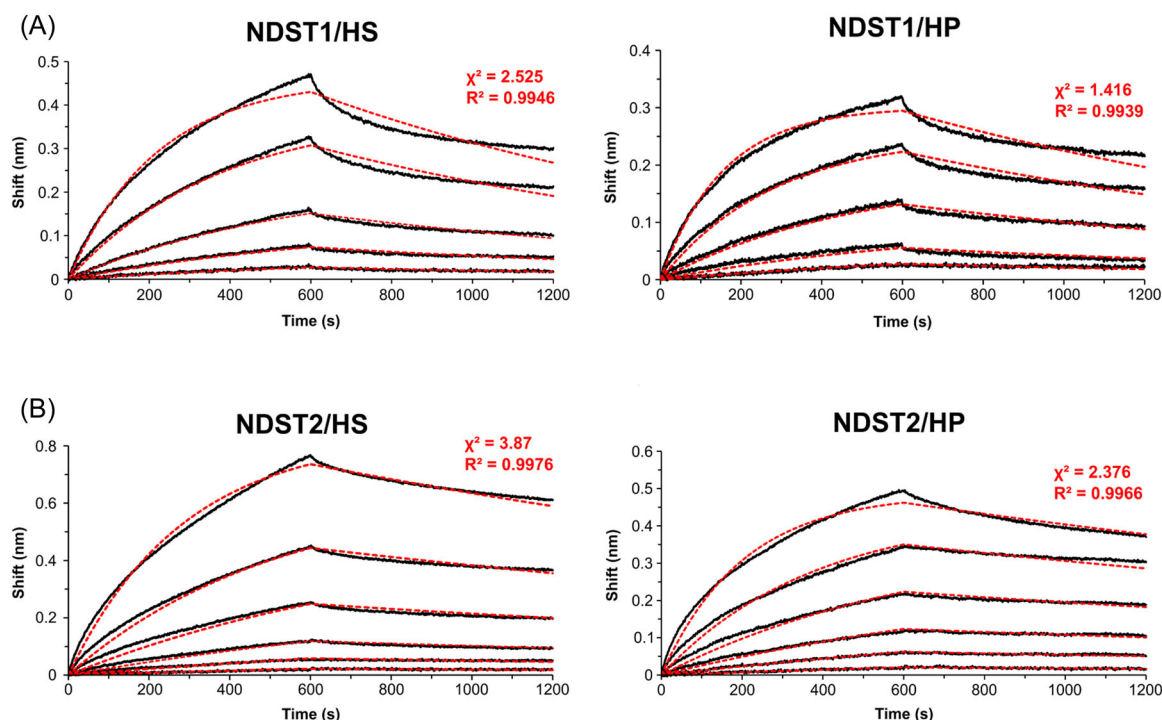 (A)
NDST1/HS
χ² = 2.525
R² = 0.9946
0.5
0.4
0.3
0.2
0.1
0
Shift (nm)
0 200 400 600 800 1000 1200
Time (s)
NDST1/HP
χ² = 1.416
R² = 0.9939
0.4
0.3
0.2
0.1
0
Shift (nm)
0 200 400 600 800 1000 1200
Time (s)
(B)
NDST2/HS
χ² = 3.87
R² = 0.9976
0.8
0.6
0.4
0.2
0
Shift (nm)
0 200 400 600 800 1000 1200
Time (s)
NDST2/HP
χ² = 2.376
R² = 0.9966
0.6
0.5
0.4
0.3
0.2
0.1
0
Shift (nm)
0 200 400 600 800 1000 1200
Time (s)